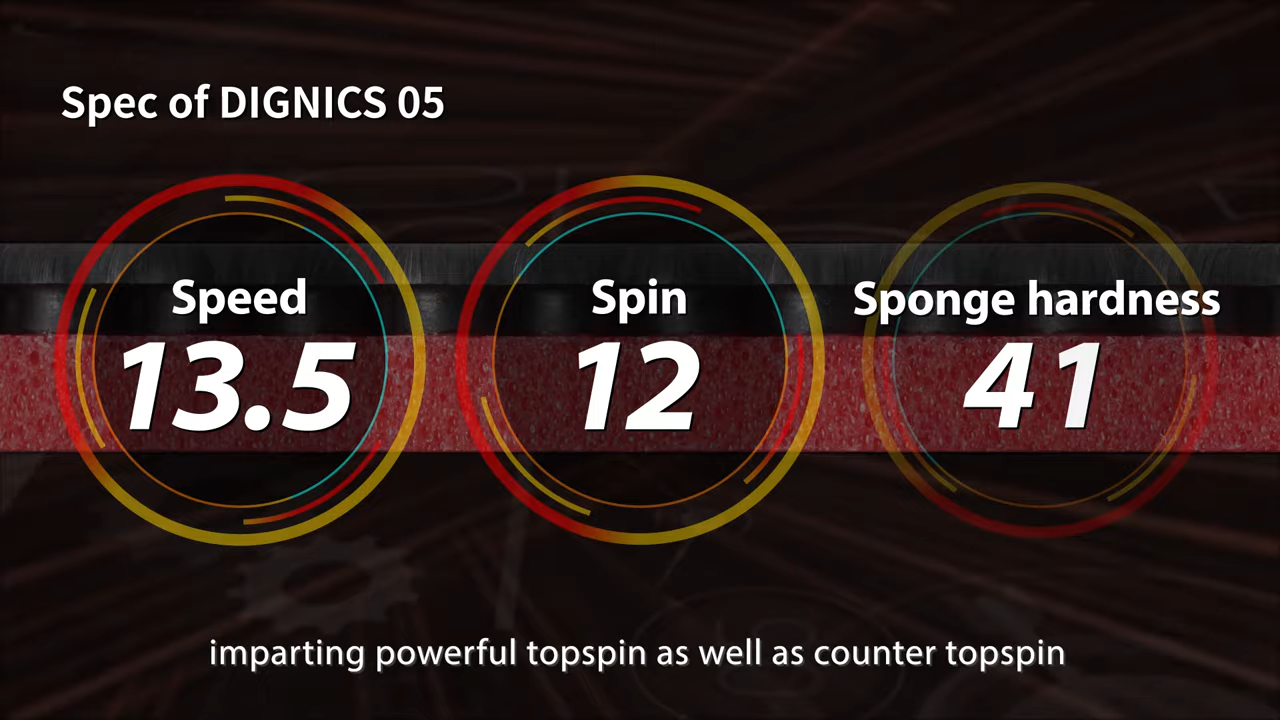 Spec of DIGNICS 05
Speed
13.5
Spin
12
Sponge hardness
41
imparting powerful topspin as well as counter topspin